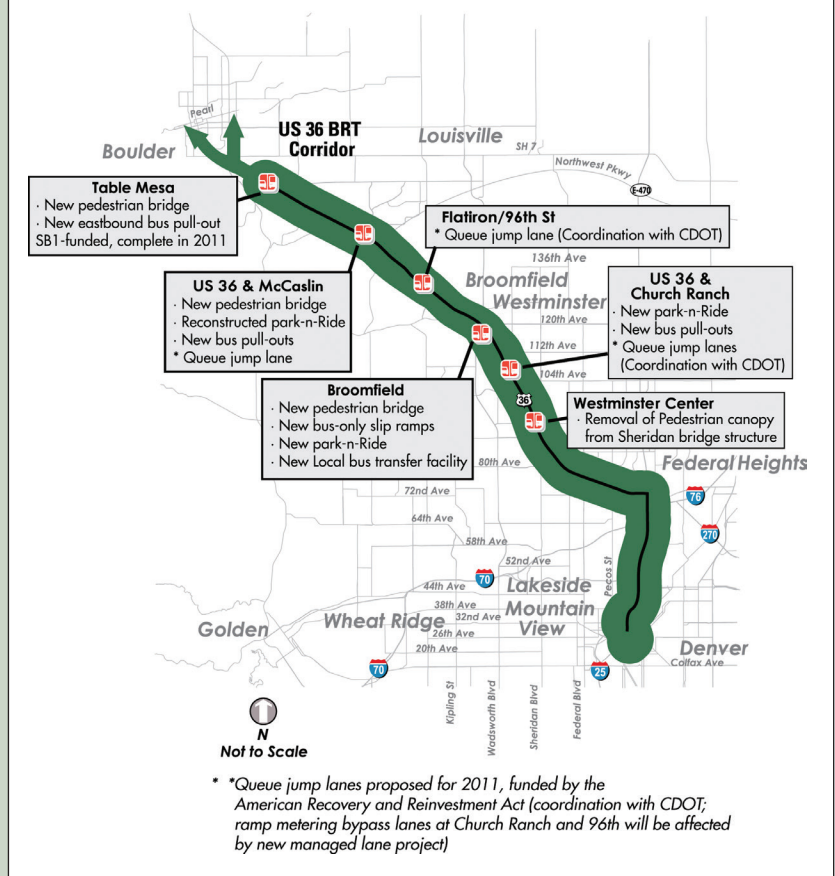 Pearl
US 36 BRT
Corridor
Louisville
SH 7
Boulder
Northwest Pkwy
E-470
Table Mesa
· New pedestrian bridge
· New eastbound bus pull-out
SB1-funded, complete in 2011
Flatiron/96th St
* Queue jump lane (Coordination with CDOT)
136th Ave
US 36 & McCaslin
· New pedestrian bridge
· Reconstructed park-n-Ride
· New bus pull-outs
* Queue jump lane
Broomfield
Westminster
120th Ave
112th Ave
104th Ave
US 36 &
Church Ranch
· New park-n-Ride
· New bus pull-outs
* Queue jump lanes
(Coordination with CDOT)
Broomfield
· New pedestrian bridge
· New bus-only slip ramps
· New park-n-Ride
· New Local bus transfer facility
36
Westminster Center
· Removal of Pedestrian canopy
from Sheridan bridge structure
80th Ave
Federal Heights
72nd Ave
76
64th Ave
270
58th Ave
52nd Ave
Pecos St
70
44th Ave
Lakeside
38th Ave
Mountain
View
Wheat Ridge
32nd Ave
26th Ave
20th Ave
Golden
Denver
Colfax Ave
70
25
Kipling St
Wadsworth Blvd
Sheridan Blvd
Federal Blvd
N
Not to Scale
* *Queue jump lanes proposed for 2011, funded by the
American Recovery and Reinvestment Act (coordination with CDOT;
ramp metering bypass lanes at Church Ranch and 96th will be affected
by new managed lane project)